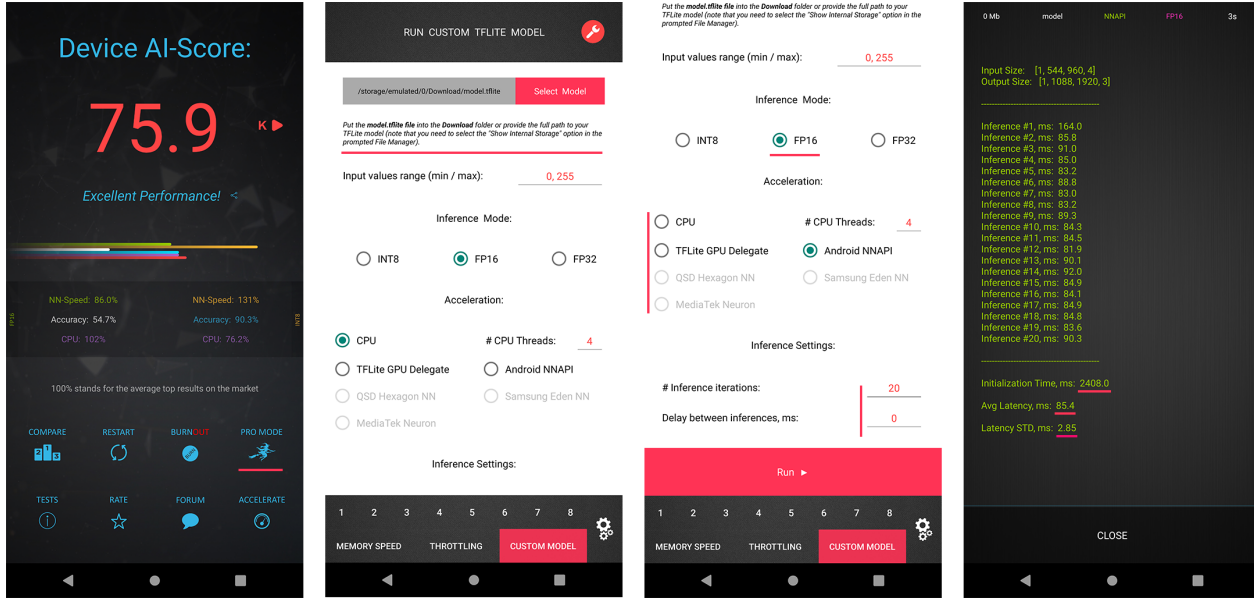 Device AI-Score:
75.9
K
Excellent Performance!
NN-Speed: 86.0%
NN-Speed: 131%
FP16
Accuracy: 54.7%
Accuracy: 90.3%
INT8
CPU: 102%
CPU: 76.2%
100% stands for the average top results on the market
COMPARE
RESTART
BURNOUT
PRO MODE
2 1 3
BURN
TESTS
RATE
FORUM
ACCELERATE
RUN CUSTOM TFLITE MODEL
/storage/emulated/0/Download/model.tflite
Select Model
Put the model.tflite file into the Download folder or provide the full path to your
TFLite model (note that you need to select the "Show Internal Storage" option in the
prompted File Manager).
Input values range (min / max):
0, 255
Inference Mode:
INT8
FP16
FP32
Acceleration:
CPU
# CPU Threads:
4
TFLite GPU Delegate
Android NNAPI
QSD Hexagon NN
Samsung Eden NN
MediaTek Neuron
Inference Settings:
1 2 3 4 5 6 7 8
MEMORY SPEED
THROTTLING
CUSTOM MODEL
Put the model.tflite file into the Download folder or provide the full path to your
TFLite model (note that you need to select the "Show Internal Storage" option in the
prompted File Manager).
Input values range (min / max):
0, 255
Inference Mode:
INT8
FP16
FP32
Acceleration:
CPU
# CPU Threads:
4
TFLite GPU Delegate
Android NNAPI
QSD Hexagon NN
Samsung Eden NN
MediaTek Neuron
Inference Settings:
# Inference iterations:
20
Delay between inferences, ms:
0
Run
1 2 3 4 5 6 7 8
MEMORY SPEED
THROTTLING
CUSTOM MODEL
0 Mb
model
NNAPI
FP16
3s
Input Size: [1, 544, 960, 4]
Output Size: [1, 1088, 1920, 3]
Inference #1, ms: 164.0
Inference #2, ms: 85.8
Inference #3, ms: 91.0
Inference #4, ms: 85.0
Inference #5, ms: 83.2
Inference #6, ms: 88.8
Inference #7, ms: 83.0
Inference #8, ms: 83.2
Inference #9, ms: 89.3
Inference #10, ms: 84.3
Inference #11, ms: 84.5
Inference #12, ms: 81.9
Inference #13, ms: 90.1
Inference #14, ms: 92.0
Inference #15, ms: 84.9
Inference #16, ms: 84.1
Inference #17, ms: 84.9
Inference #18, ms: 84.8
Inference #19, ms: 83.6
Inference #20, ms: 90.3
Initialization Time, ms: 2408.0
Avg Latency, ms: 85.4
Latency STD, ms: 2.85
CLOSE